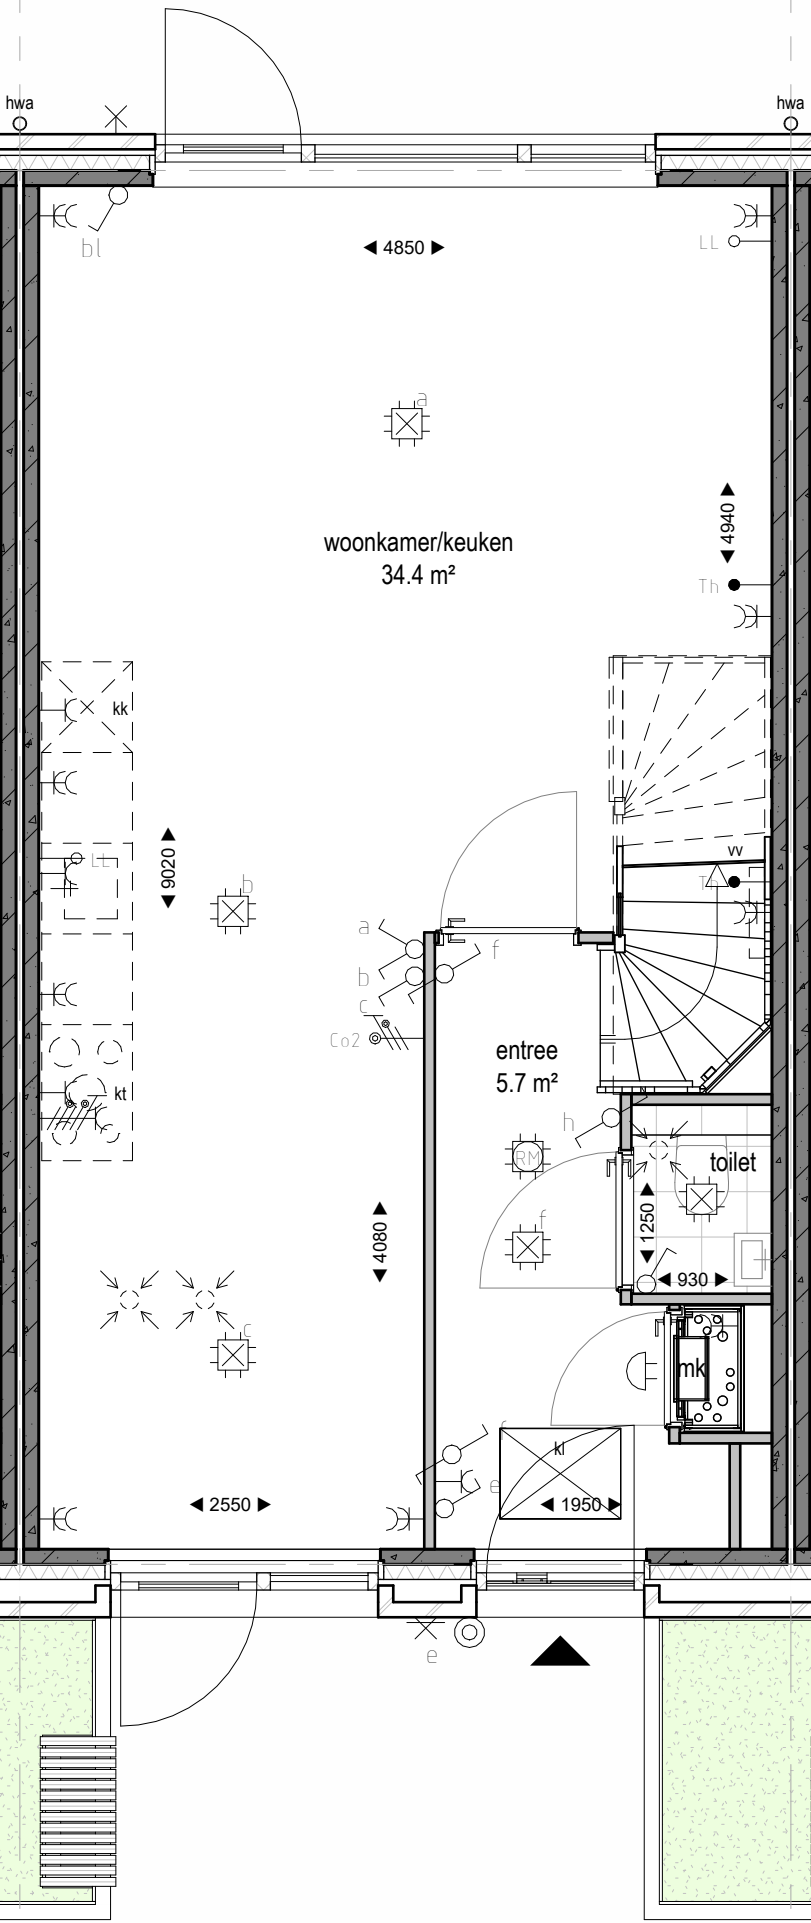 hwa
hwa
bl
4850
LL
a
4940
woonkamer/keuken
34.4 m²
Th
kk
vv
9020
LL
b
Th
a
f
b
c
Co2
entree
5.7 m²
kt
h
RM
toilet
1250
4080
f
930
c
mk
f
kl
e
2550
1950
e